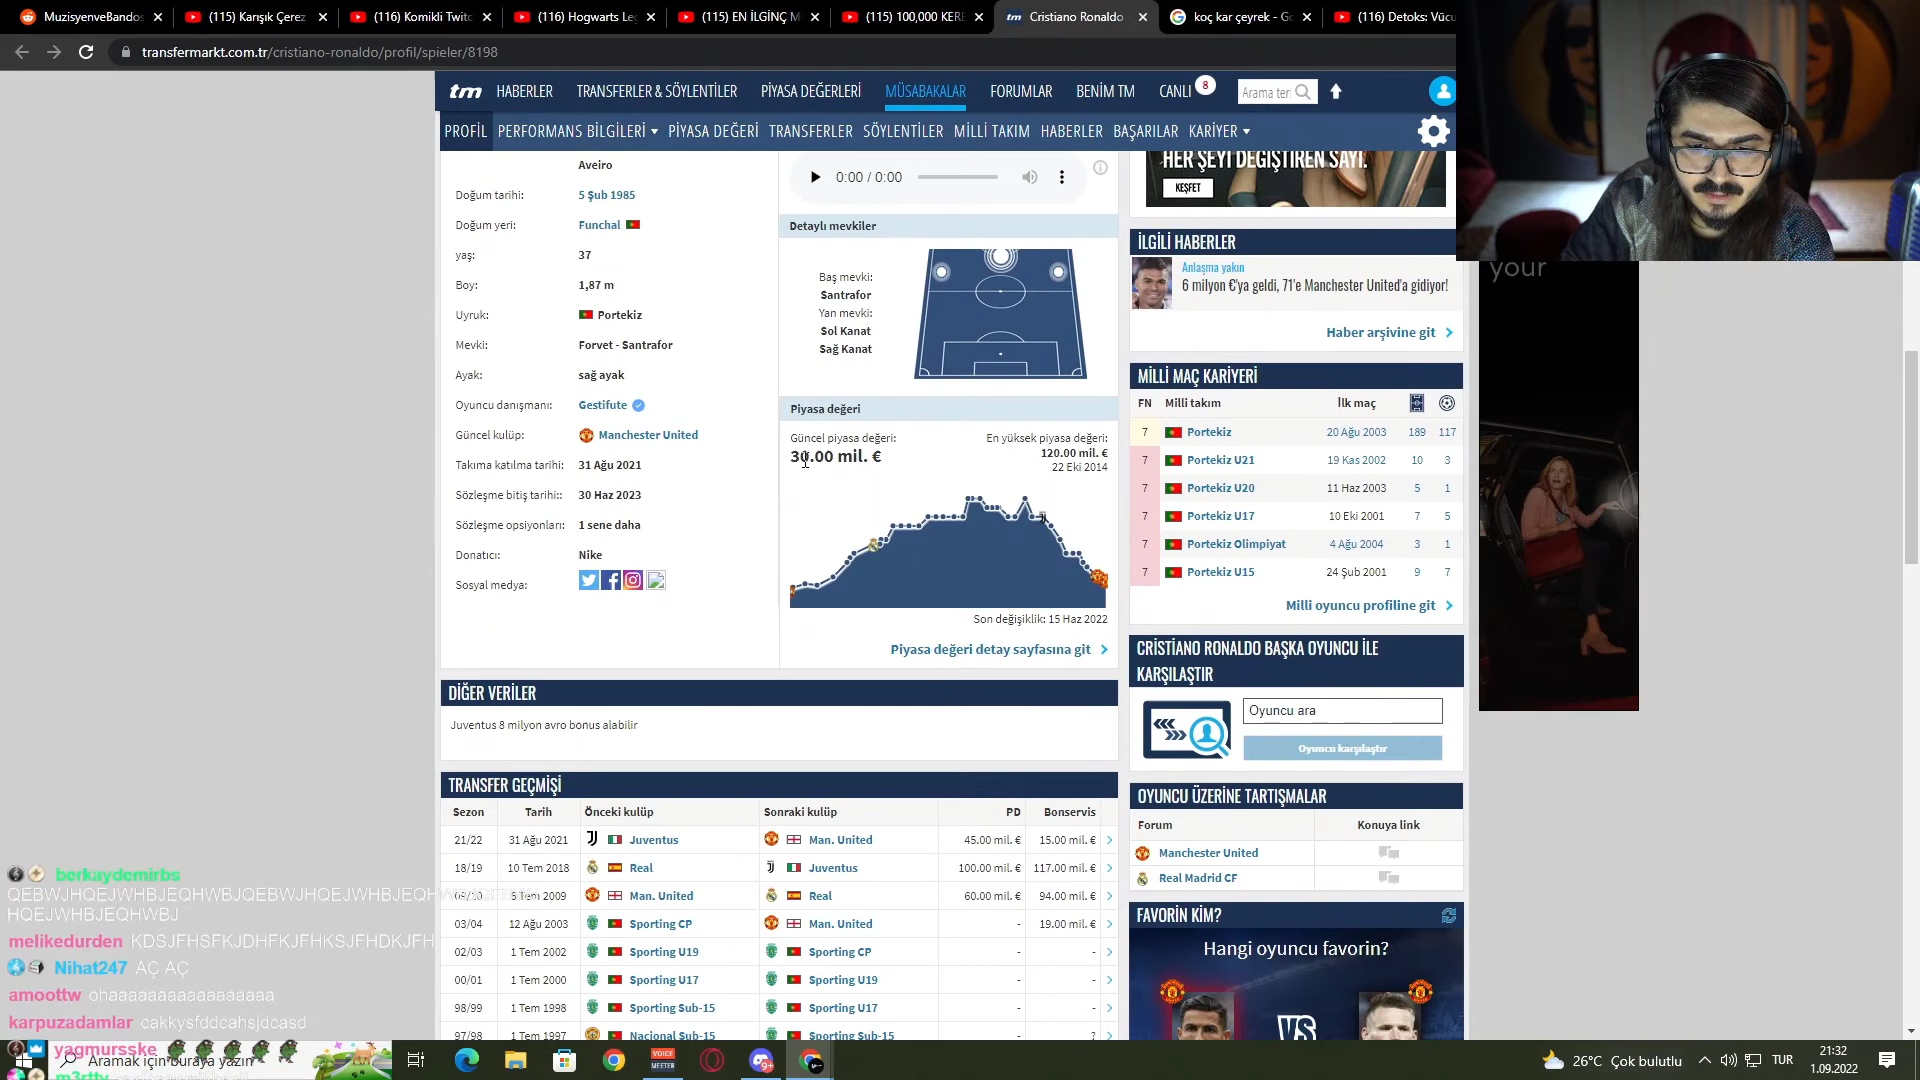 MuzisyenveBandos
(115) Karışık Çerez
(116) Komikli Twitc
(116) Hogwarts Le
(115) EN İLGİNÇ M
(115) 100,000 KERE
Cristiano Ronaldo
koç kar çeyrek - Go
(116) Detoks: Vücu
transfermarkt.com.tr/cristiano-ronaldo/profil/spieler/8198
tm HABERLER TRANSFERLER & SÖYLENTİLER PİYASA DEĞERLERİ MÜSABAKALAR FORUMLAR BENİM TM CANLI 8
Arama ter
PROFİL PERFORMANS BİLGİLERİ PİYASA DEĞERİ TRANSFERLER SÖYLENTİLER MİLLİ TAKIM HABERLER BAŞARILAR KARİYER
Aveiro
Doğum tarihi: 5 Şub 1985
Doğum yeri: Funchal
yaş: 37
Boy: 1,87 m
Uyruk: Portekiz
Mevki: Forvet - Santrafor
Ayak: sağ ayak
Oyuncu danışmanı: Gestifute
Güncel kulüp: Manchester United
Takıma katılma tarihi: 31 Ağu 2021
Sözleşme bitiş tarihi:: 30 Haz 2023
Sözleşme opsiyonları: 1 sene daha
Donatıcı: Nike
Sosyal medya:
0:00 / 0:00
Detaylı mevkiler
Baş mevki:
Santrafor
Yan mevki:
Sol Kanat
Sağ Kanat
Piyasa değeri
Güncel piyasa değeri:
30.00 mil. €
En yüksek piyasa değeri:
120.00 mil. €
22 Eki 2014
Son değişiklik: 15 Haz 2022
Piyasa değeri detay sayfasına git
HER ŞEYİ DEĞİŞTİREN SAYI.
KEŞFET
İLGİLİ HABERLER
Anlaşma yakın
6 milyon €'ya geldi, 71'e Manchester United'a gidiyor!
Haber arşivine git
MİLLİ MAÇ KARİYERİ
FN Milli takım İlk maç
7 Portekiz 20 Ağu 2003 189 117
7 Portekiz U21 19 Kas 2002 10 3
7 Portekiz U20 11 Haz 2003 5 1
7 Portekiz U17 10 Eki 2001 7 5
7 Portekiz Olimpiyat 4 Ağu 2004 3 1
7 Portekiz U15 24 Şub 2001 9 7
Milli oyuncu profiline git
your
DİĞER VERİLER
Juventus 8 milyon avro bonus alabilir
CRİSTİANO RONALDO BAŞKA OYUNCU İLE
KARŞILAŞTIR
Oyuncu ara
Oyuncu karşılaştır
TRANSFER GEÇMİŞİ
Sezon Tarih Önceki kulüp Sonraki kulüp PD Bonservis
21/22 31 Ağu 2021 Juventus Man. United 45.00 mil. € 15.00 mil. €
18/19 10 Tem 2018 Real Juventus 100.00 mil. € 117.00 mil. €
Tem 2009 Man. United Real 60.00 mil. € 94.00 mil. €
03/04 12 Ağu 2003 Sporting CP Man. United - 19.00 mil. €
02/03 1 Tem 2002 Sporting U19 Sporting CP - -
00/01 1 Tem 2000 Sporting U17 Sporting U19 - -
98/99 1 Tem 1998 Sporting Sub-15 Sporting U17 - -
97/98 1 Tem 1997 Nacional Sub-15 Sporting Sub-15 - ?
OYUNCU ÜZERİNE TARTIŞMALAR
Forum Konuya link
Manchester United
Real Madrid CF
FAVORİN KİM?
Hangi oyuncu favorin?
VS
berkaydemirbs
HQEJWHBJEQHWBJ
melikedurden KDSJFHSFKJDHFKJFHKSJFHDKJFH
Nihat247 AÇ AÇ
amoottw ohaaaaaaaaaaaaaaaaaa
karpuzadamlar cakkysfddcahsjdcasd
yagmursske
m3rttv
Aramak için buraya yazın
VOICE
MEETER
26°C Çok bulutlu
TUR
21:32
1.09.2022